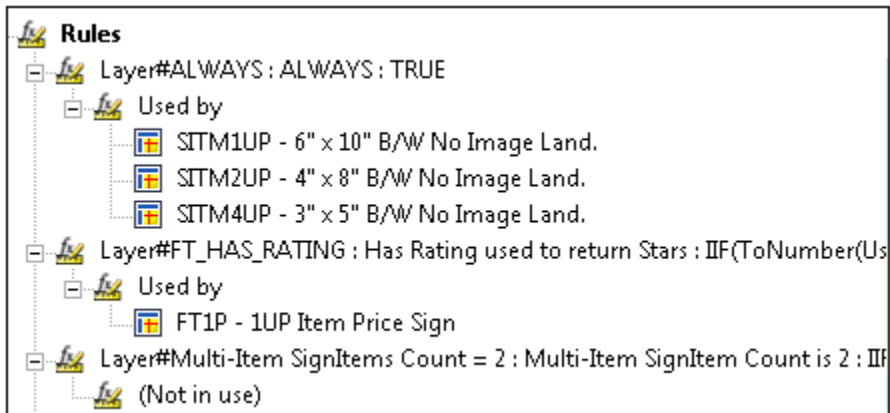 Rules
Layer#ALWAYS : ALWAYS : TRUE
Used by
SITM1UP - 6" x 10" B/W No Image Land.
SITM2UP - 4" x 8" B/W No Image Land.
SITM4UP - 3" x 5" B/W No Image Land.
Layer#FT_HAS_RATING : Has Rating used to return Stars : IIF(ToNumber(Us
Used by
FT1P - 1UP Item Price Sign
Layer#Multi-Item SignItems Count = 2 : Multi-Item SignItem Count is 2 : IIF
(Not in use)